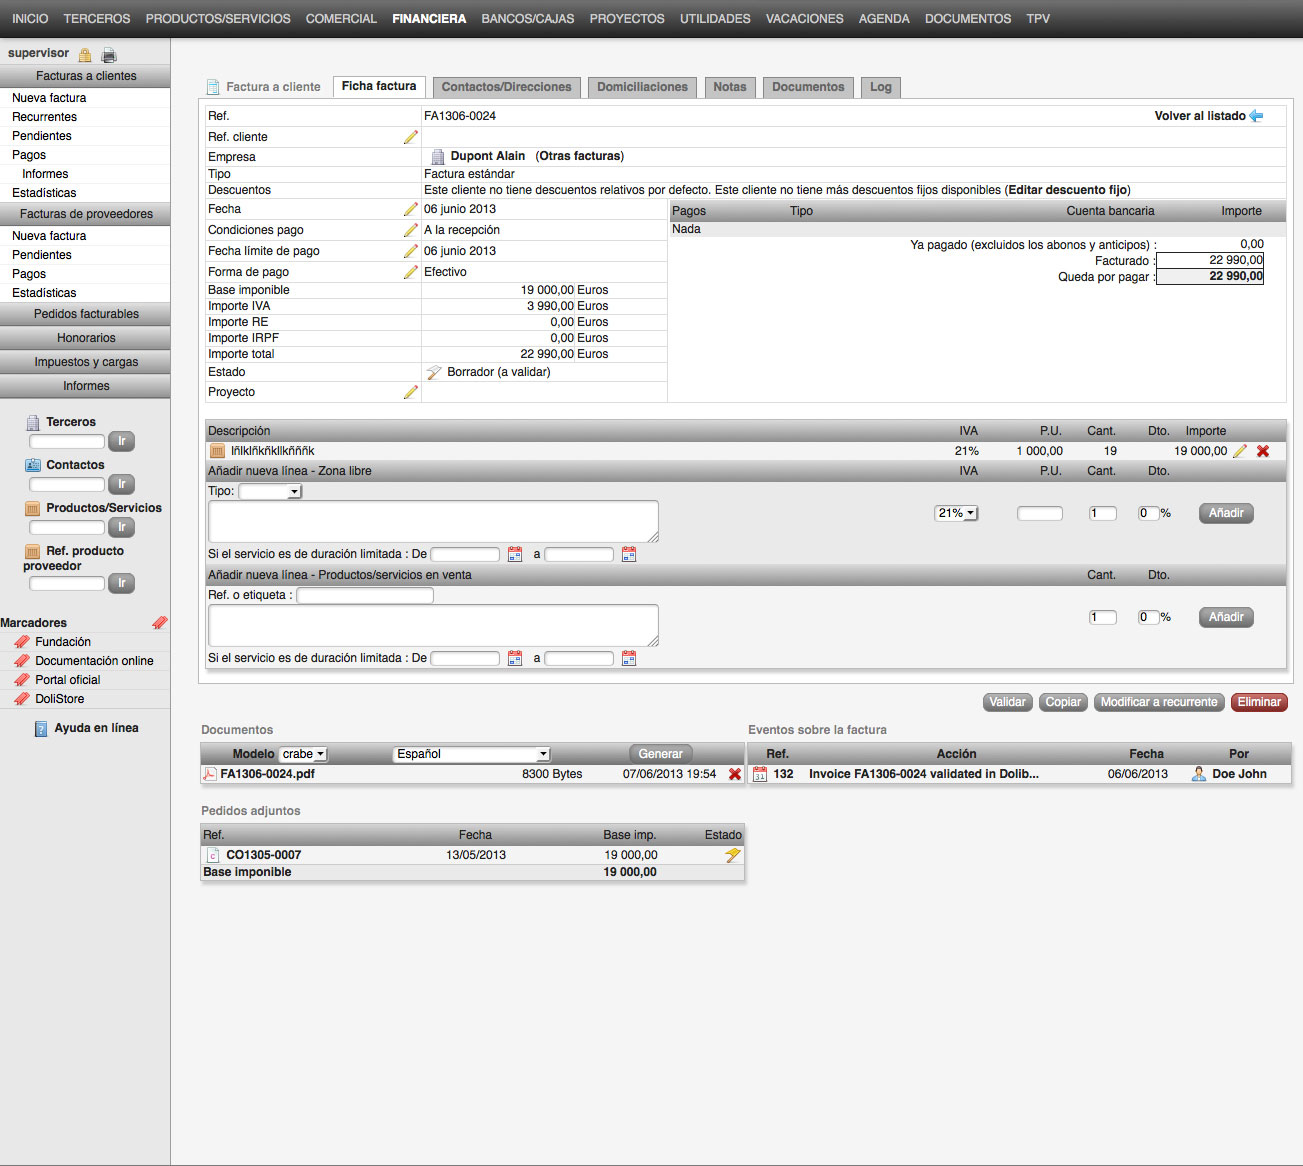 INICIO TERCEROS PRODUCTOS/SERVICIOS COMERCIAL FINANCIERA BANCOS/CAJAS PROYECTOS UTILIDADES VACACIONES AGENDA DOCUMENTOS TPV
supervisor
Facturas a clientes
Nueva factura
Recurrentes
Pendientes
Pagos
Informes
Estadísticas
Facturas de proveedores
Nueva factura
Pendientes
Pagos
Estadísticas
Pedidos facturables
Honorarios
Impuestos y cargas
Informes
Terceros
Ir
Contactos
Ir
Productos/Servicios
Ir
Ref. producto
proveedor
Ir
Marcadores
Fundación
Documentación online
Portal oficial
DoliStore
Ayuda en línea
Factura a cliente Ficha factura Contactos/Direcciones Domiciliaciones Notas Documentos Log
Ref. FA1306-0024 Volver al listado
Ref. cliente
Empresa Dupont Alain (Otras facturas)
Tipo Factura estándar
Descuentos Este cliente no tiene descuentos relativos por defecto. Este cliente no tiene más descuentos fijos disponibles (Editar descuento fijo)
Fecha 06 junio 2013
Condiciones pago A la recepción
Fecha límite de pago 06 junio 2013
Forma de pago Efectivo
Base imponible 19 000,00 Euros
Importe IVA 3 990,00 Euros
Importe RE 0,00 Euros
Importe IRPF 0,00 Euros
Importe total 22 990,00 Euros
Estado Borrador (a validar)
Proyecto
Pagos Tipo Cuenta bancaria Importe
Nada
Ya pagado (excluidos los abonos y anticipos) : 0,00
Facturado : 22 990,00
Queda por pagar : 22 990,00
Descripción IVA P.U. Cant. Dto. Importe
lñlklñkñkllkñññk 21% 1 000,00 19 19 000,00
Añadir nueva línea - Zona libre IVA P.U. Cant. Dto.
Tipo:
21% 1 0 % Añadir
Si el servicio es de duración limitada : De a
Añadir nueva línea - Productos/servicios en venta Cant. Dto.
Ref. o etiqueta :
1 0 % Añadir
Si el servicio es de duración limitada : De a
Validar Copiar Modificar a recurrente Eliminar
Documentos
Modelo crabe Español Generar
FA1306-0024.pdf 8300 Bytes 07/06/2013 19:54
Eventos sobre la factura
Ref. Acción Fecha Por
31 132 Invoice FA1306-0024 validated in Dolib... 06/06/2013 Doe John
Pedidos adjuntos
Ref. Fecha Base imp. Estado
c CO1305-0007 13/05/2013 19 000,00
Base imponible 19 000,00